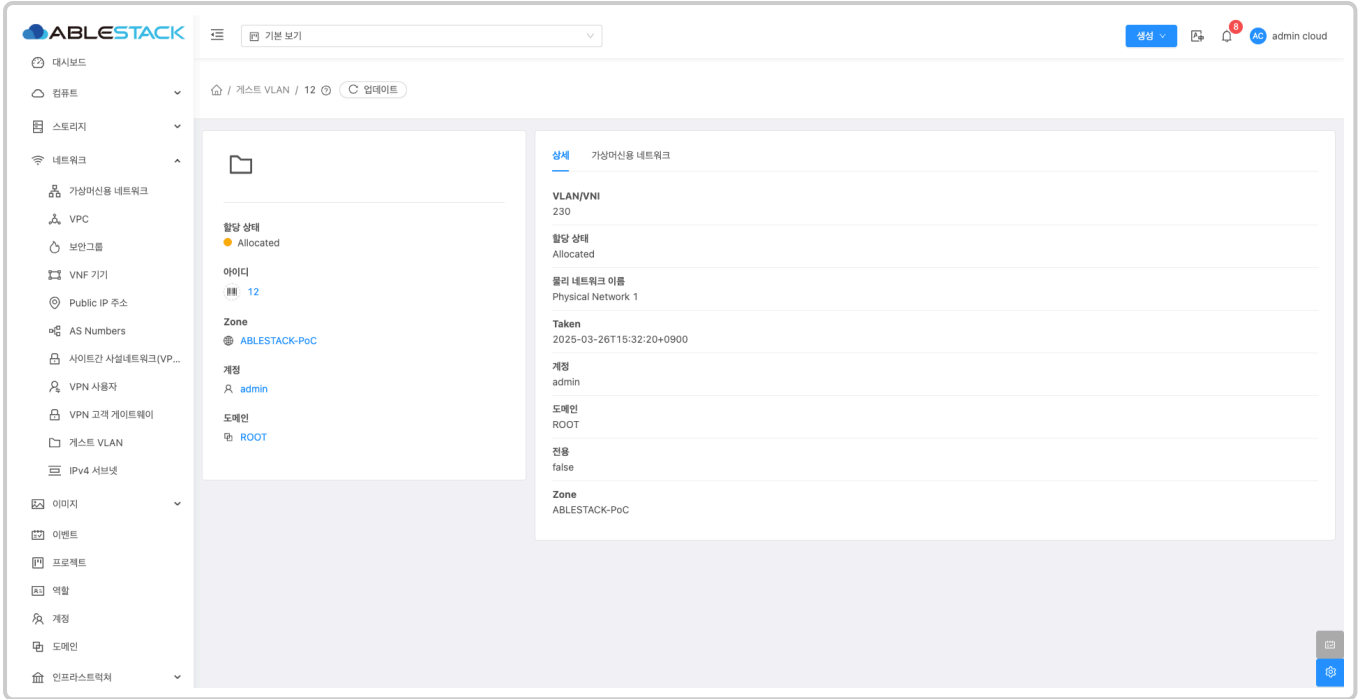 ABLESTACK
기본 보기
생성
8
AC
admin cloud
대시보드
컴퓨트
스토리지
네트워크
가상머신용 네트워크
VPC
보안그룹
VNF 기기
Public IP 주소
AS Numbers
사이트간 사설네트워크(VP...
VPN 사용자
VPN 고객 게이트웨이
게스트 VLAN
IPv4 서브넷
이미지
이벤트
프로젝트
역할
계정
도메인
인프라스트럭쳐
/ 게스트 VLAN / 12 업데이트
할당 상태
Allocated
아이디
12
Zone
ABLESTACK-PoC
계정
admin
도메인
ROOT
상세 가상머신용 네트워크
VLAN/VNI
230
할당 상태
Allocated
물리 네트워크 이름
Physical Network 1
Taken
2025-03-26T15:32:20+0900
계정
admin
도메인
ROOT
전용
false
Zone
ABLESTACK-PoC